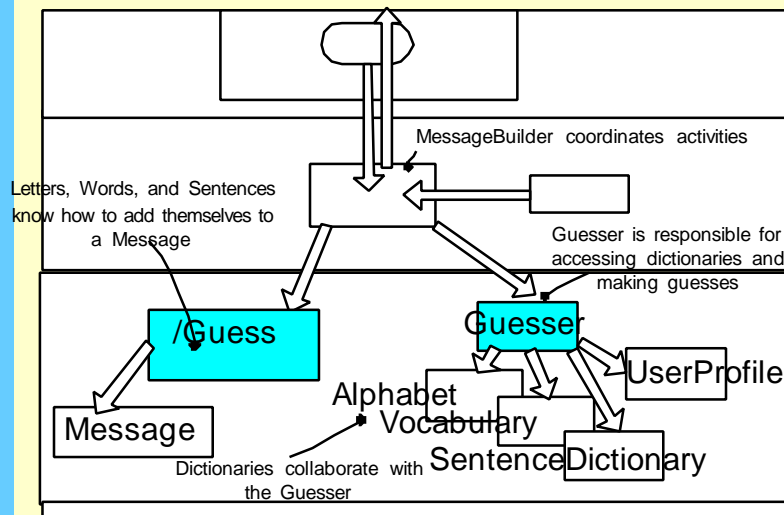 MessageBuilder coordinates activities
Letters, Words, and Sentences
know how to add themselves to
a Message
Guesser is responsible for
accessing dictionaries and
making guesses
/Guess
Guesser
UserProfile
Alphabet
Vocabulary
Message
SentenceDictionary
Dictionaries collaborate with
the Guesser